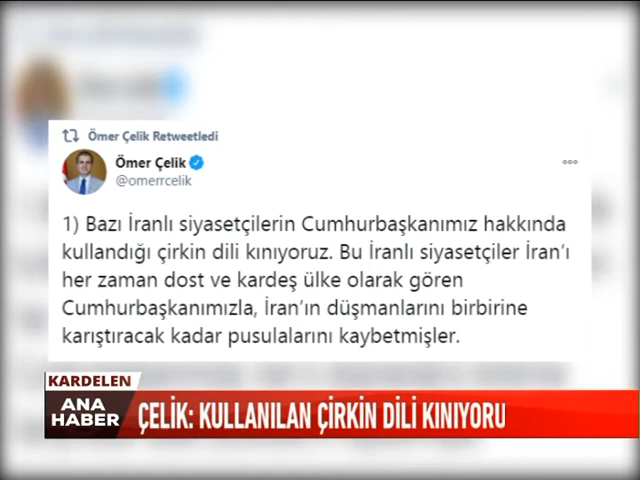 Ömer Çelik Retweetledi
Ömer Çelik
@omerrcelik
1) Bazı İranlı siyasetçilerin Cumhurbaşkanımız hakkında
kullandığı çirkin dili kınıyoruz. Bu İranlı siyasetçiler İran'ı
her zaman dost ve kardeş ülke olarak gören
Cumhurbaşkanımızla, İran'ın düşmanlarını birbirine
karıştıracak kadar pusulalarını kaybetmişler.
KARDELEN
ANA
HABER
ÇELİK: KULLANILAN ÇİRKİN DİLİ KINIYORU